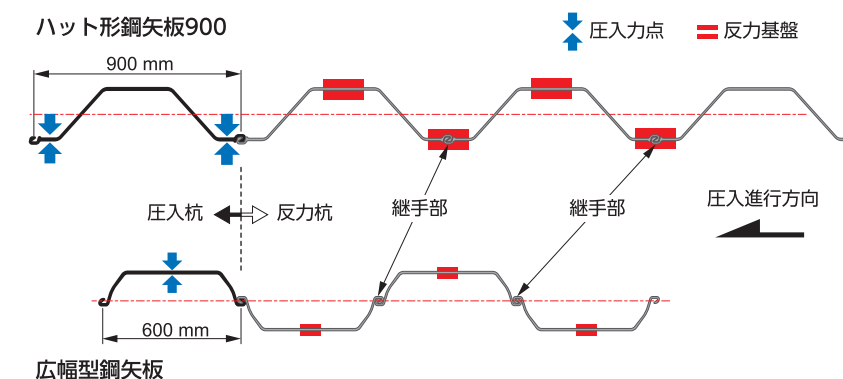 ハット形鋼矢板900
圧入力点
反力基盤
900 mm
圧入杭
反力杭
継手部
継手部
圧入進行方向
600 mm
広幅型鋼矢板